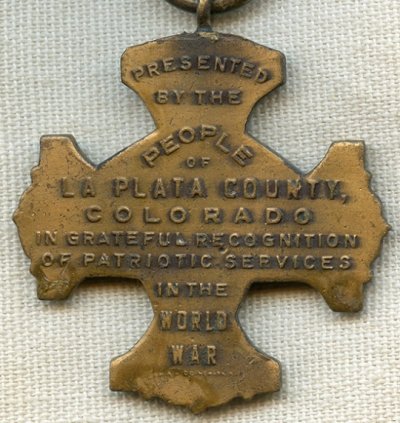 PRESENTED
BY THE
PEOPLE
OF
LA PLATA COUNTY,
COLORADO
IN GRATEFUL RECOGNITION
OF PATRIOTIC SERVICES
IN THE
WORLD
WAR